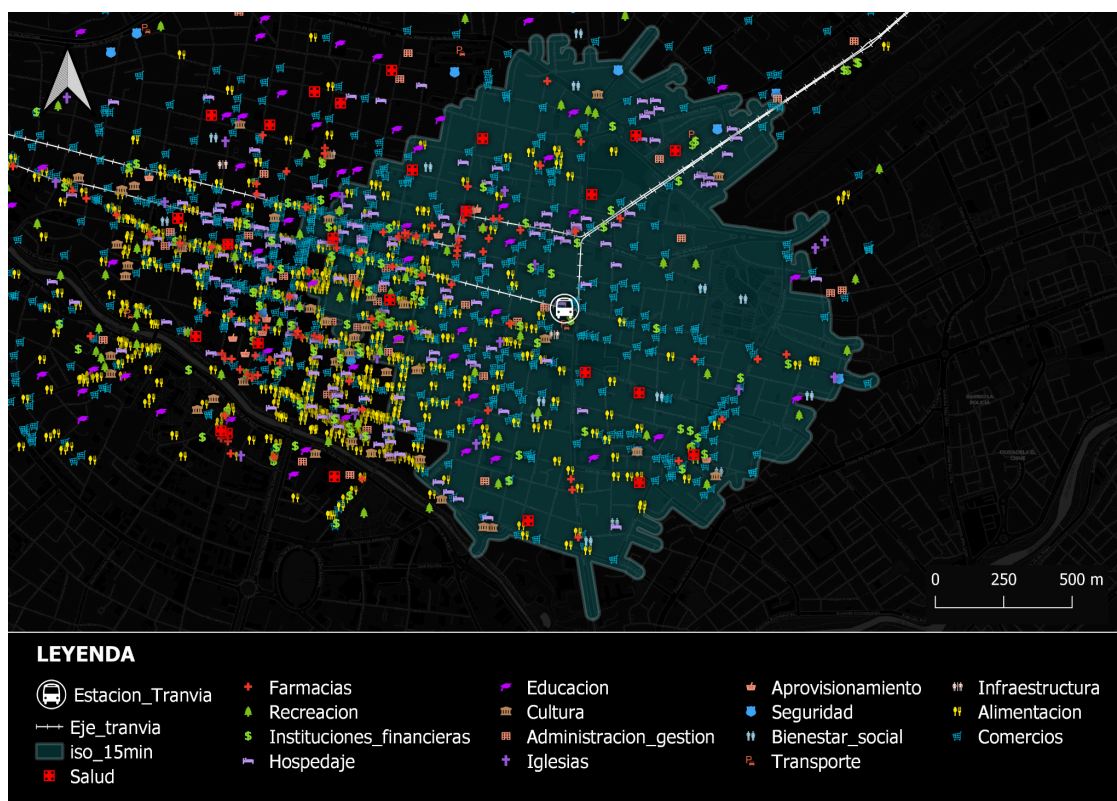 0 250 500 m
LEYENDA
Estacion_Tranvia
Eje_tranvia
iso_15min
Salud
Farmacias
Recreacion
Instituciones_financieras
Hospedaje
Educacion
Cultura
Administracion_gestion
Iglesias
Aprovisionamiento
Seguridad
Bienestar_social
Transporte
Infraestructura
Alimentacion
Comercios